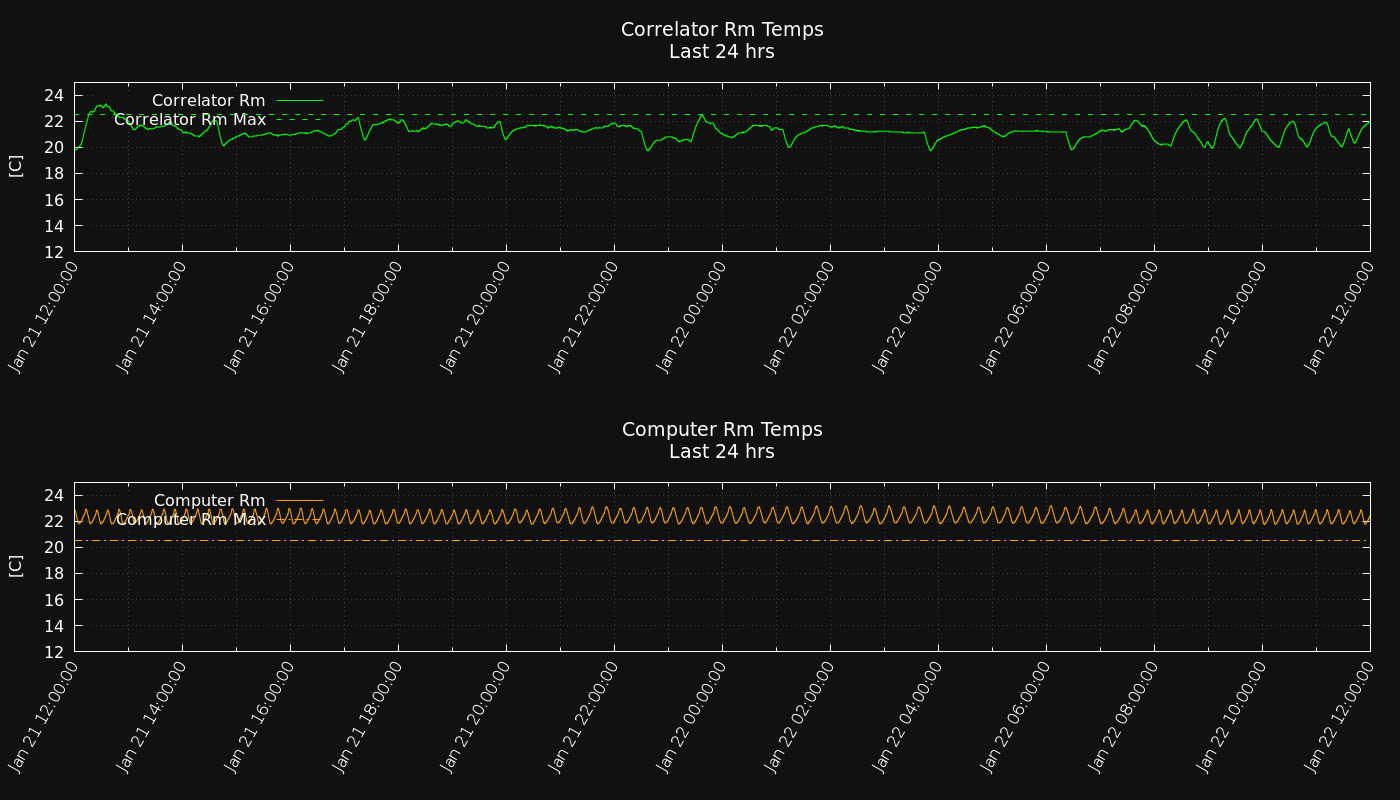 Correlator Rm Temps
Last 24 hrs
Correlator Rm
Correlator Rm Max
[C]
24
22
20
18
16
14
12
Jan 21 12:00:00
Jan 21 14:00:00
Jan 21 16:00:00
Jan 21 18:00:00
Jan 21 20:00:00
Jan 21 22:00:00
Jan 22 00:00:00
Jan 22 02:00:00
Jan 22 04:00:00
Jan 22 06:00:00
Jan 22 08:00:00
Jan 22 10:00:00
Jan 22 12:00:00
Computer Rm Temps
Last 24 hrs
Computer Rm
Computer Rm Max
[C]
24
22
20
18
16
14
12
Jan 21 12:00:00
Jan 21 14:00:00
Jan 21 16:00:00
Jan 21 18:00:00
Jan 21 20:00:00
Jan 21 22:00:00
Jan 22 00:00:00
Jan 22 02:00:00
Jan 22 04:00:00
Jan 22 06:00:00
Jan 22 08:00:00
Jan 22 10:00:00
Jan 22 12:00:00